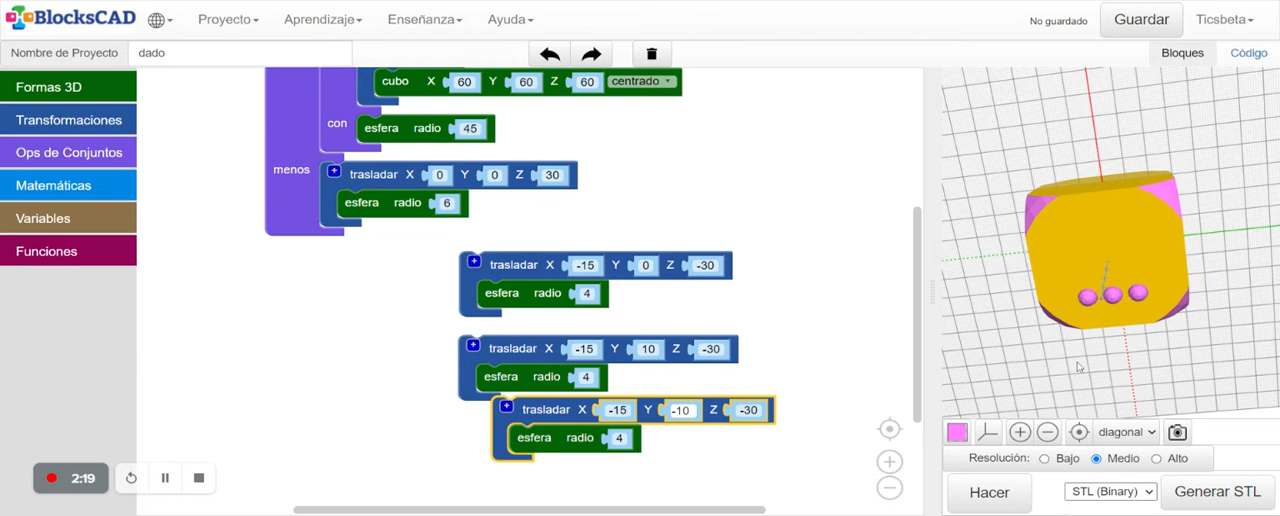 BlocksCAD Proyecto Aprendizaje Enseñanza Ayuda No guardado Guardar Ticsbeta
Nombre de Proyecto dado Bloques Código
Formas 3D
Transformaciones
Ops de Conjuntos
Matemáticas
Variables
Funciones
cubo X 60 Y 60 Z 60 centrado
con esfera radio 45
menos trasladar X 0 Y 0 Z 30
esfera radio 6
trasladar X -15 Y 0 Z -30
esfera radio 4
trasladar X -15 Y 10 Z -30
esfera radio 4
trasladar X -15 Y -10 Z -30
esfera radio 4
diagonal
Resolución: Bajo Medio Alto
Hacer STL (Binary) Generar STL
2:19